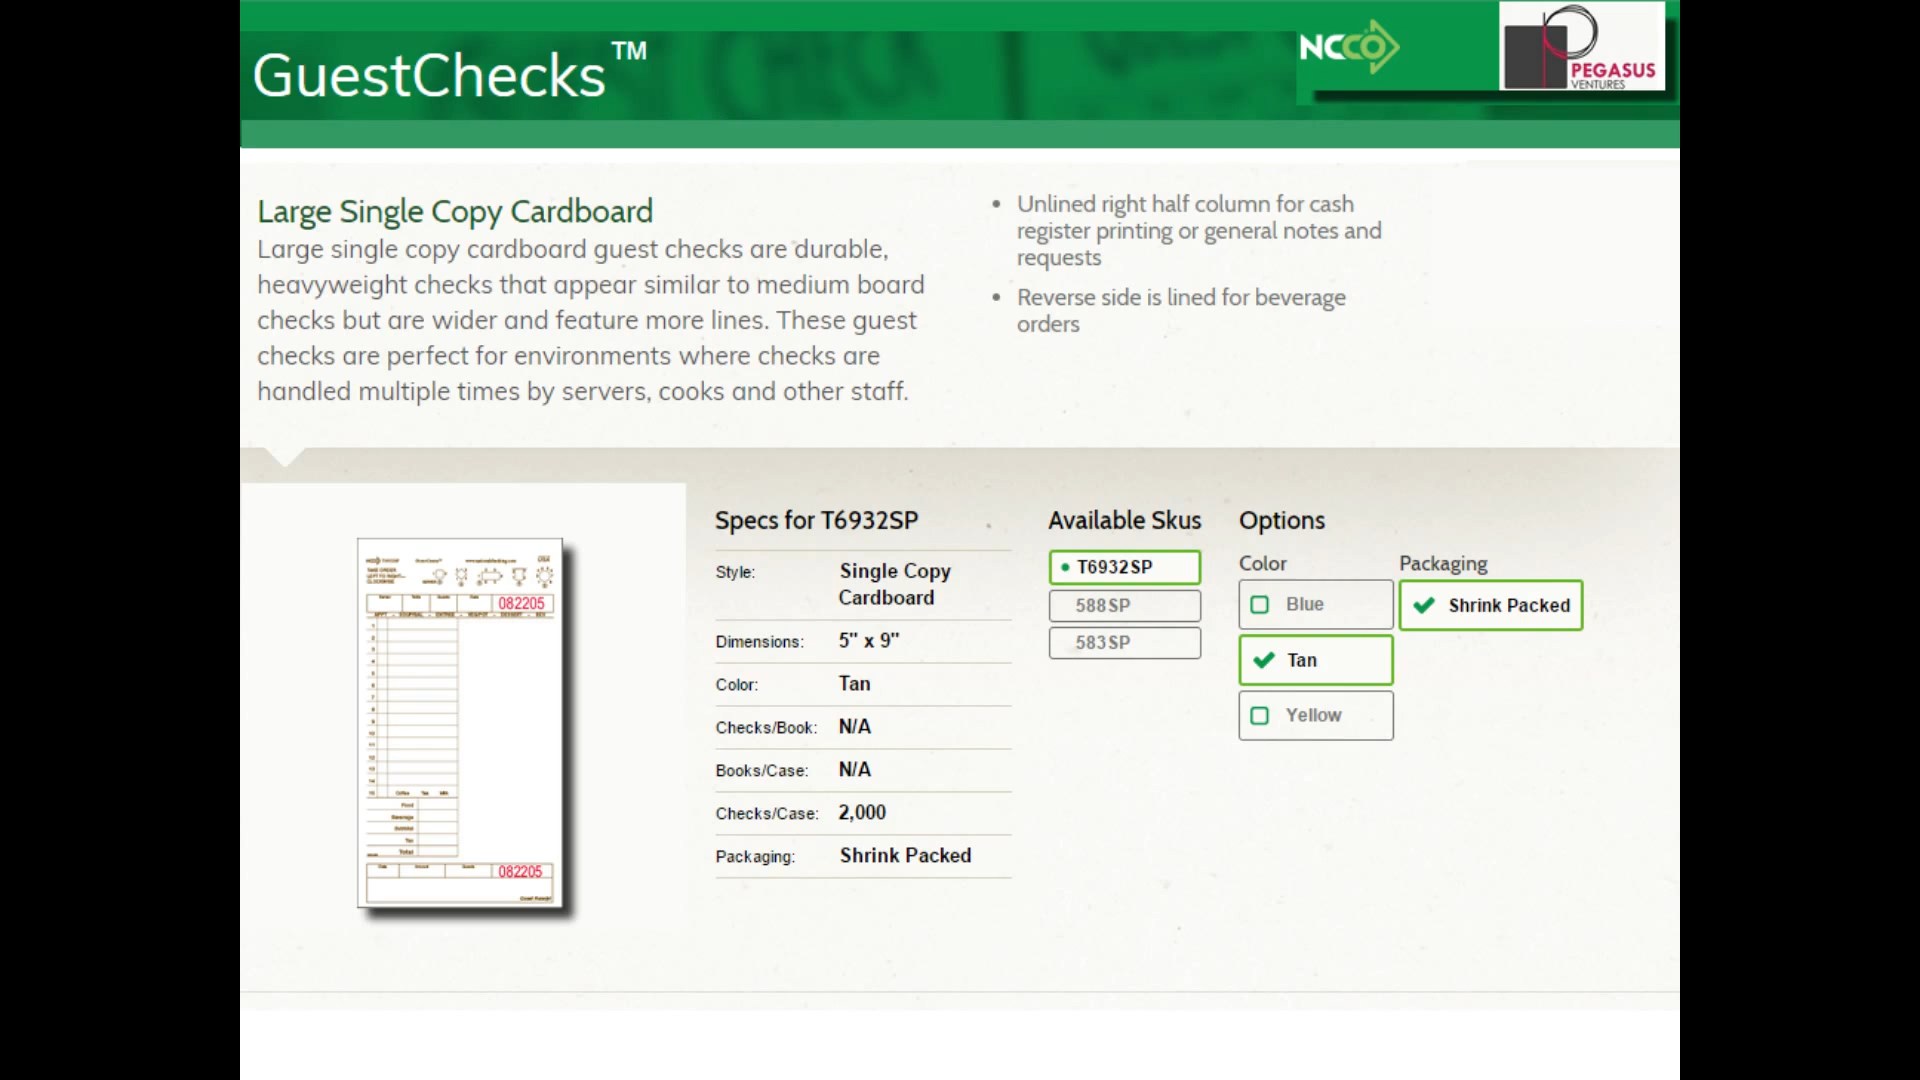 GuestChecks™
NCCO
PEGASUS
VENTURES
Large Single Copy Cardboard
Large single copy cardboard guest checks are durable,
heavyweight checks that appear similar to medium board
checks but are wider and feature more lines. These guest
checks are perfect for environments where checks are
handled multiple times by servers, cooks and other staff.
• Unlined right half column for cash
register printing or general notes and
requests
• Reverse side is lined for beverage
orders
082205
Food
Beverage
Subtotal
Tax
Total
082205
Specs for T6932SP
Style: Single Copy
Cardboard
Dimensions: 5" x 9"
Color: Tan
Checks/Book: N/A
Books/Case: N/A
Checks/Case: 2,000
Packaging: Shrink Packed
Available Skus
T6932SP
588SP
583SP
Options
Color
Blue
Tan
Yellow
Packaging
Shrink Packed